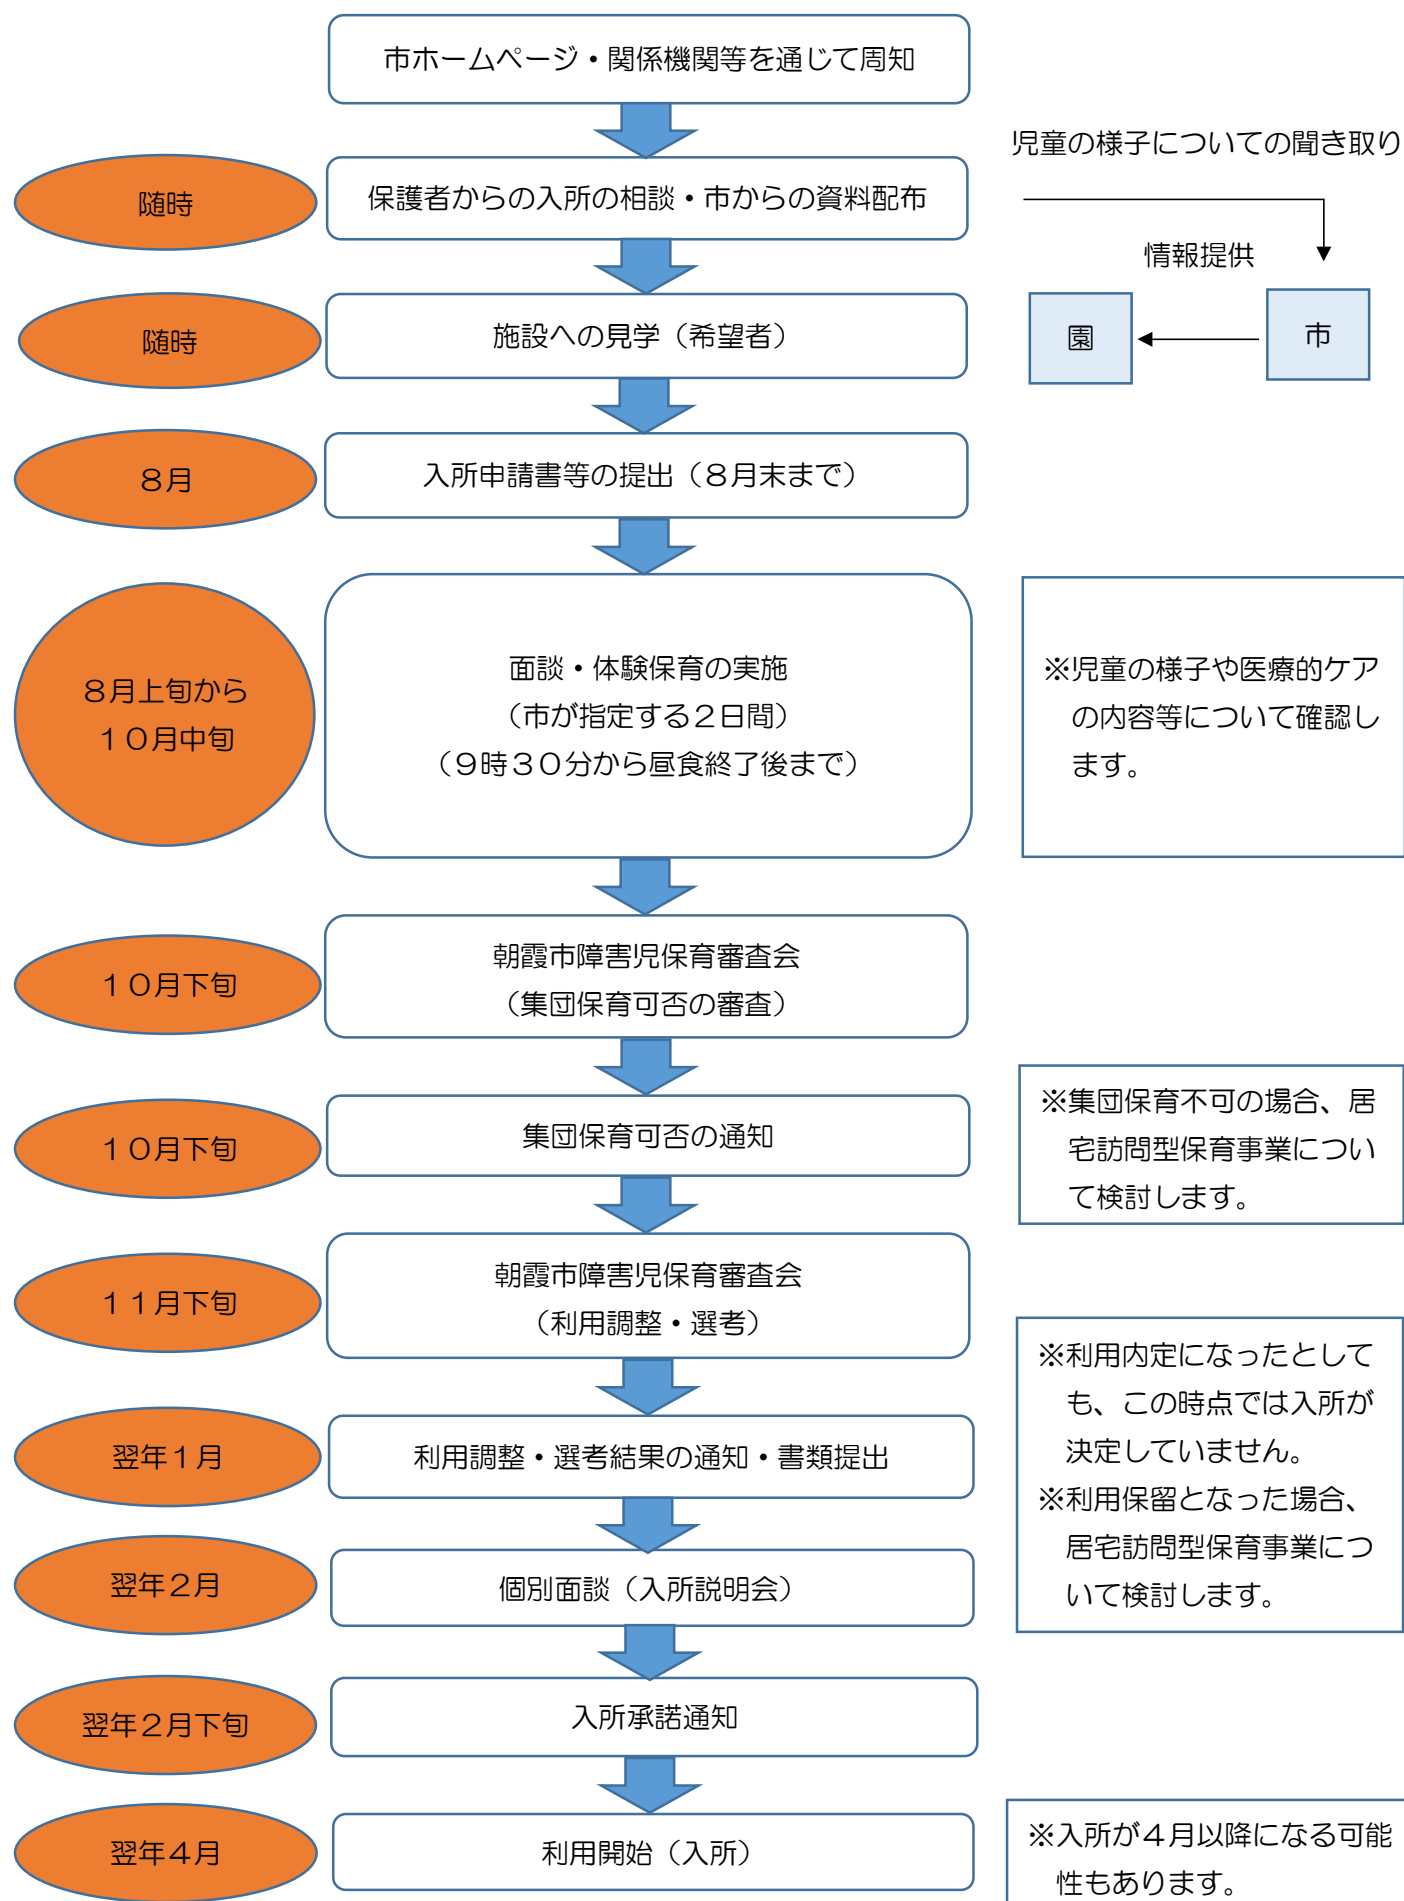 市ホームページ・関係機関等を通じて周知
児童の様子についての聞き取り
随時
保護者からの入所の相談・市からの資料配布
情報提供
随時
施設への見学（希望者）
園
市
８月
入所申請書等の提出（８月末まで）
８月上旬から
１０月中旬
面談・体験保育の実施
（市が指定する２日間）
（９時３０分から昼食終了後まで）
※児童の様子や医療的ケア
の内容等について確認し
ます。
１０月下旬
朝霞市障害児保育審査会
（集団保育可否の審査）
１０月下旬
集団保育可否の通知
※集団保育不可の場合、居
宅訪問型保育事業につい
て検討します。
１１月下旬
朝霞市障害児保育審査会
（利用調整・選考）
※利用内定になったとして
も、この時点では入所が
決定していません。
※利用保留となった場合、
居宅訪問型保育事業につ
いて検討します。
翌年１月
利用調整・選考結果の通知・書類提出
翌年２月
個別面談（入所説明会）
翌年２月下旬
入所承諾通知
翌年４月
利用開始（入所）
※入所が４月以降になる可能
性もあります。